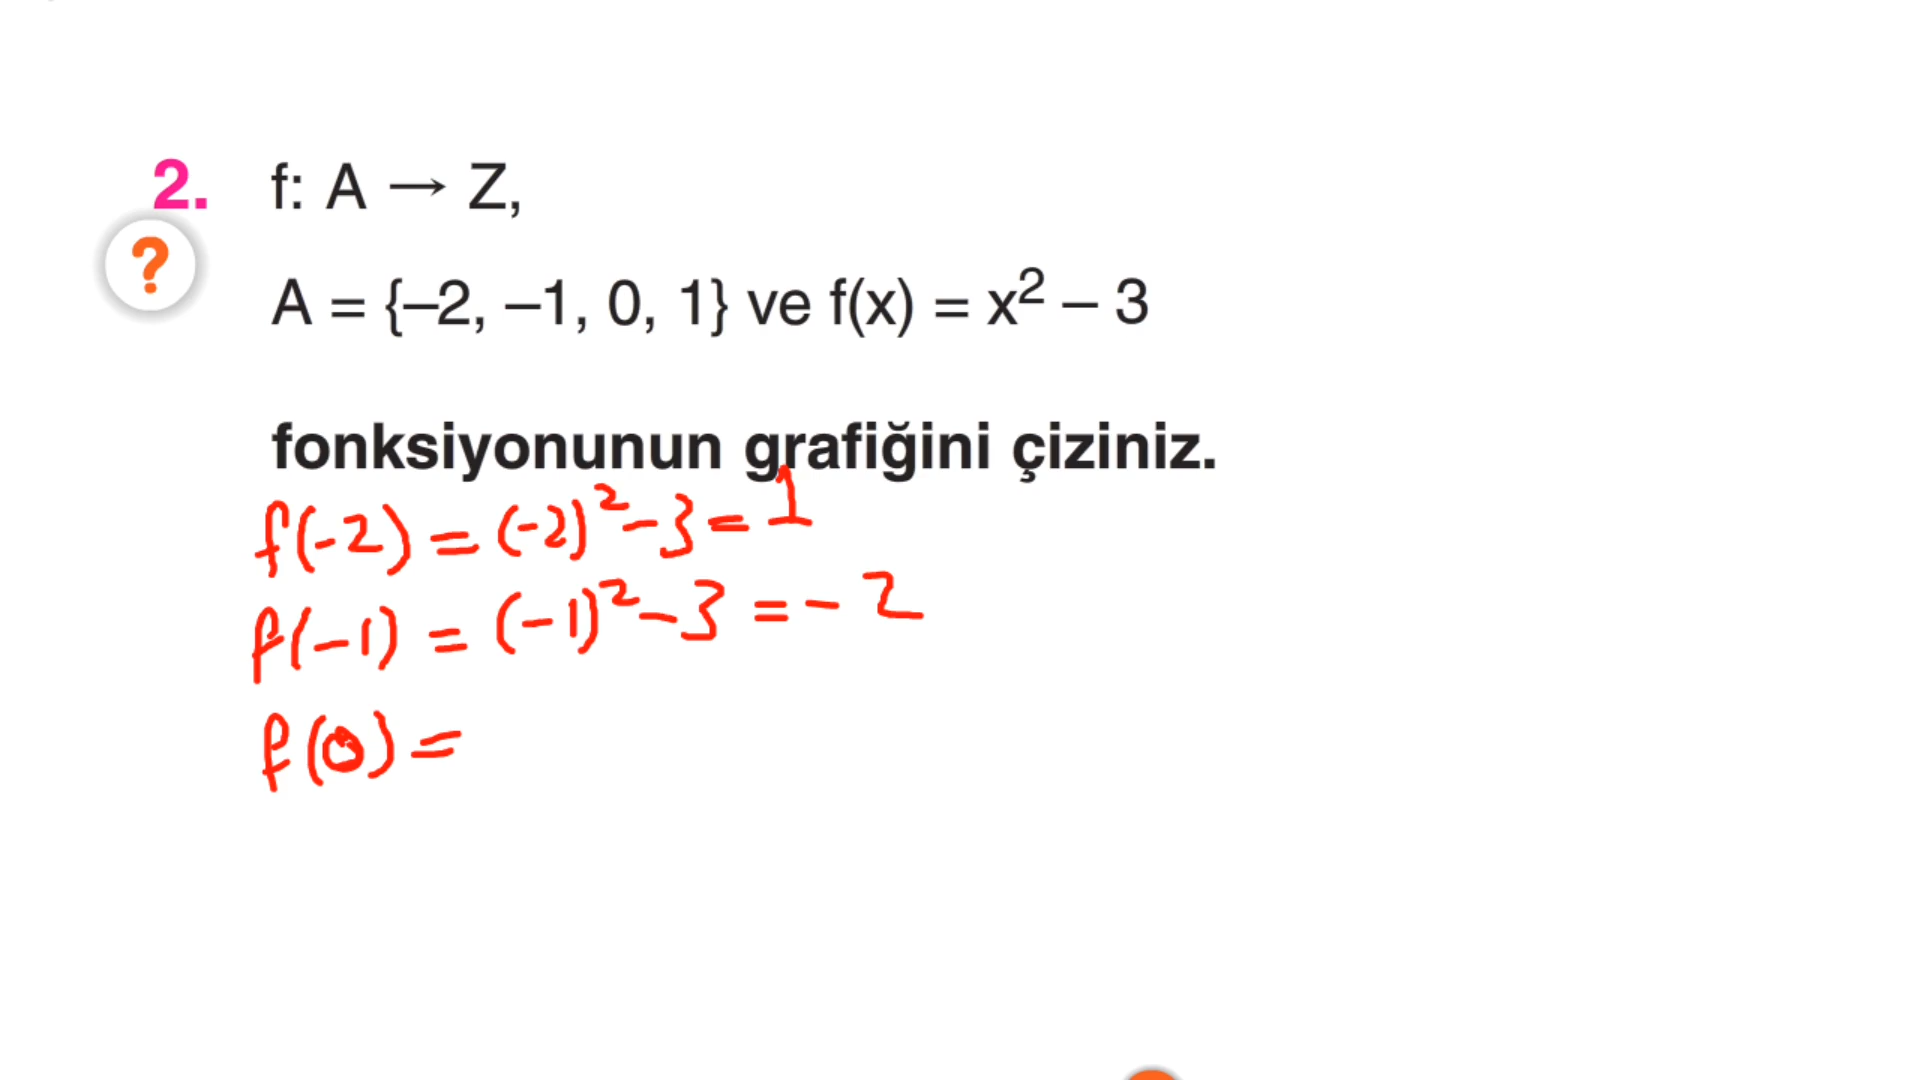 2. f: A → Z,
?
A = {–2, –1, 0, 1} ve f(x) = x² – 3
fonksiyonunun grafiğini çiziniz.
f(-2) = (-2)² - 3 = 1
f(-1) = (-1)² - 3 = - 2
f(0) =